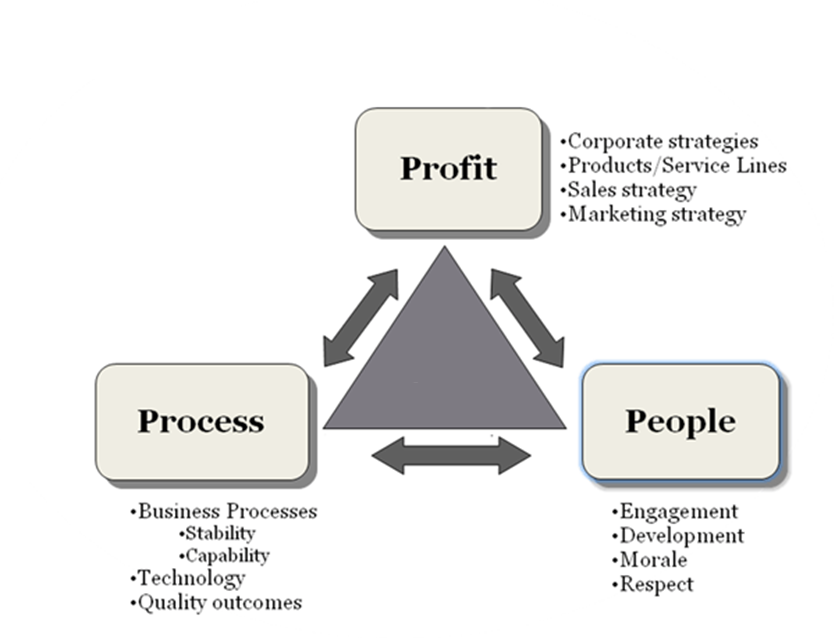 Profit
•Corporate strategies
•Products/Service Lines
•Sales strategy
•Marketing strategy
Process
•Business Processes
•Stability
•Capability
•Technology
•Quality outcomes
People
•Engagement
•Development
•Morale
•Respect